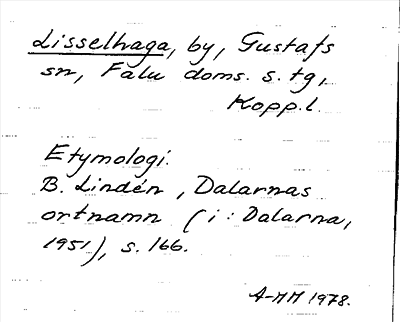 Lisselhaga, by, Gustafs
sn, Falu doms. s. tg,
Kopp.l.
Etymologi.
B. Lindén, Dalarnas
ortnamn (i: Dalarna,
1951), s. 166.
A-MM 1978.